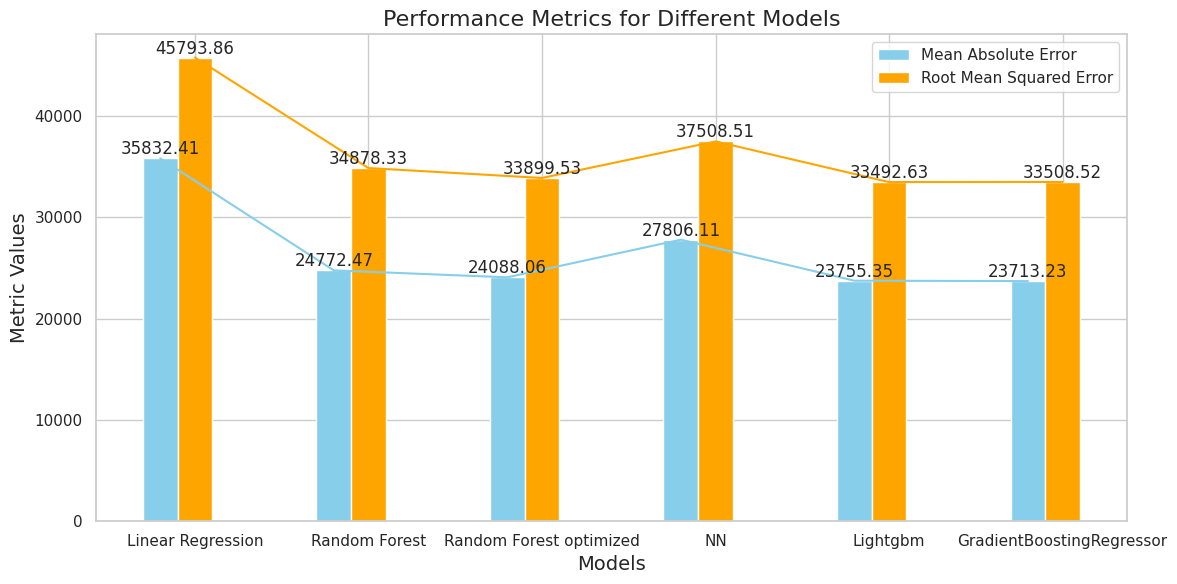 Performance Metrics for Different Models
Mean Absolute Error
Root Mean Squared Error
Metric Values
40000
30000
20000
10000
0
35832.41
45793.86
24772.47
34878.33
24088.06
33899.53
27806.11
37508.51
23755.35
33492.63
23713.23
33508.52
Linear Regression
Random Forest
Random Forest optimized
NN
Lightgbm
GradientBoostingRegressor
Models